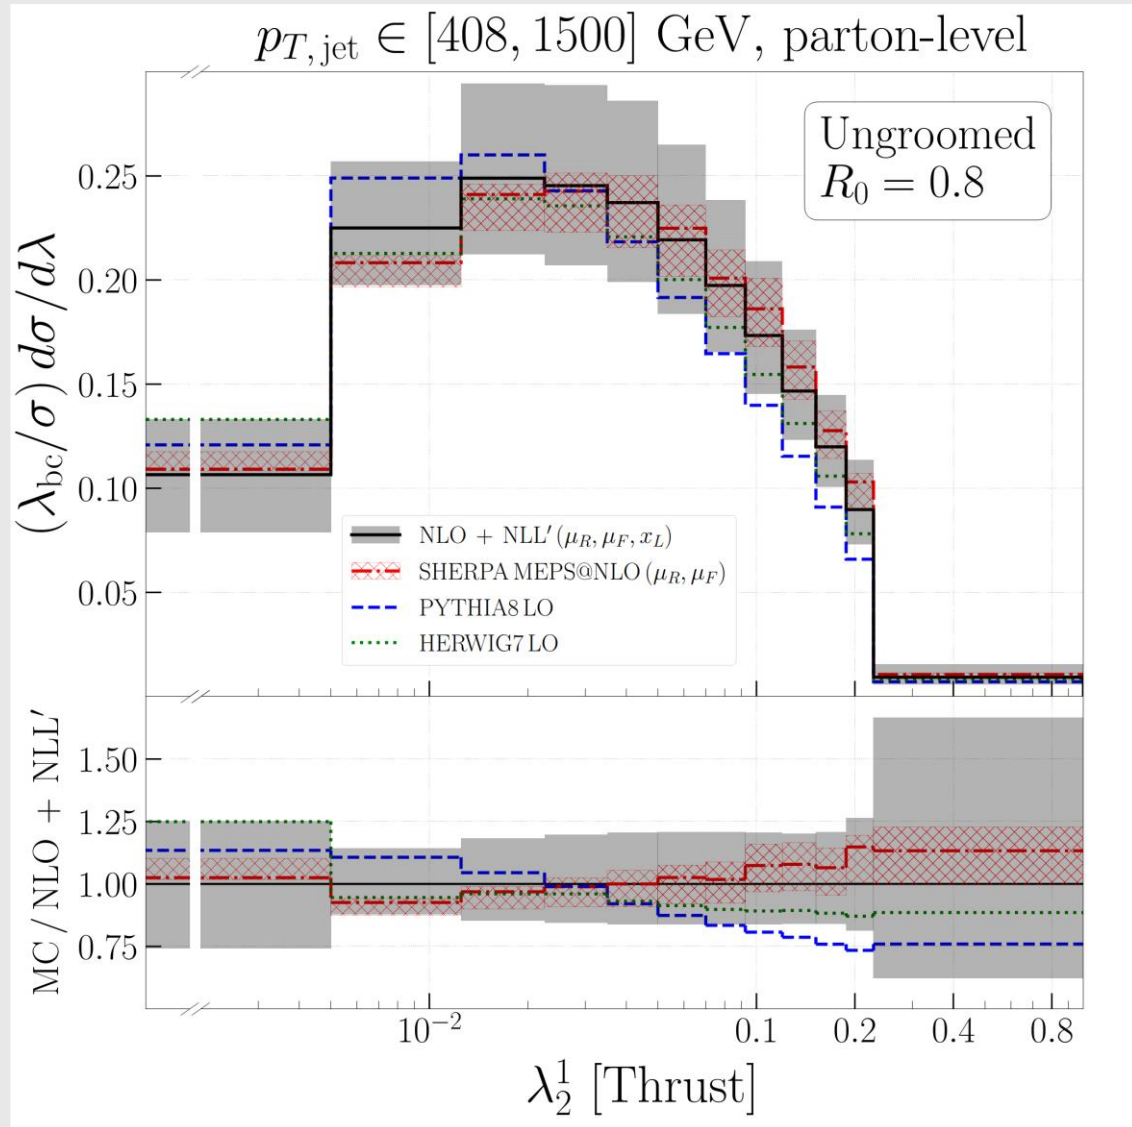 p_{T,jet} ∈ [408, 1500] GeV, parton-level
Ungroomed
R_0 = 0.8
(λ_bc/σ) dσ/dλ
0.25
0.20
0.15
0.10
0.05
NLO + NLL′(μ_R, μ_F, x_L)
SHERPA MEPS@NLO (μ_R, μ_F)
PYTHIA8 LO
HERWIG7 LO
MC / NLO + NLL′
1.50
1.25
1.00
0.75
10^{-2}
0.1
0.2
0.4
0.8
λ^1_2 [Thrust]